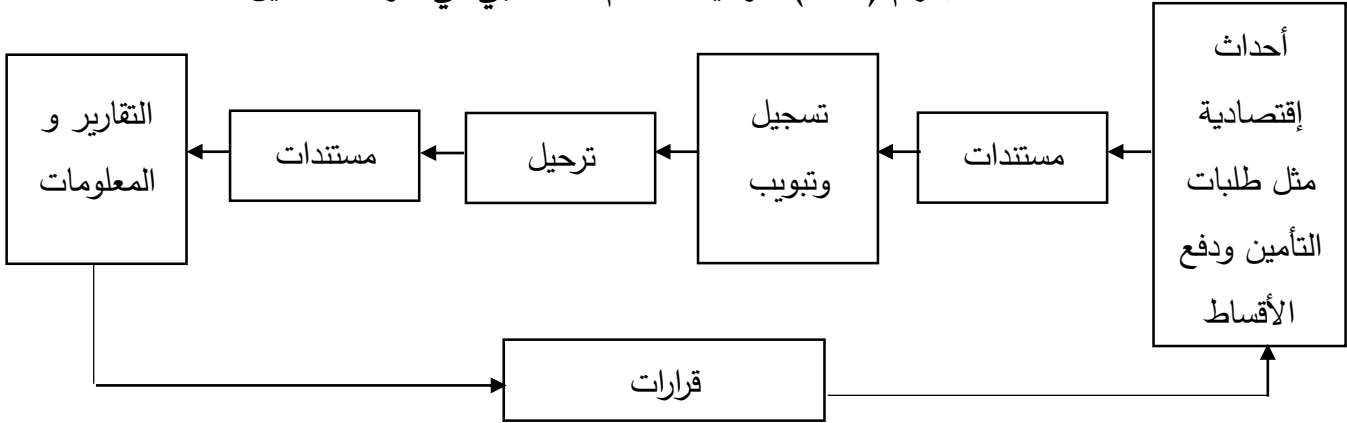 أحداث
إقتصادية
مثل طلبات
التأمين ودفع
الأقساط
مستندات
تسجيل
وتبويب
ترحيل
مستندات
التقارير و
المعلومات
قرارات